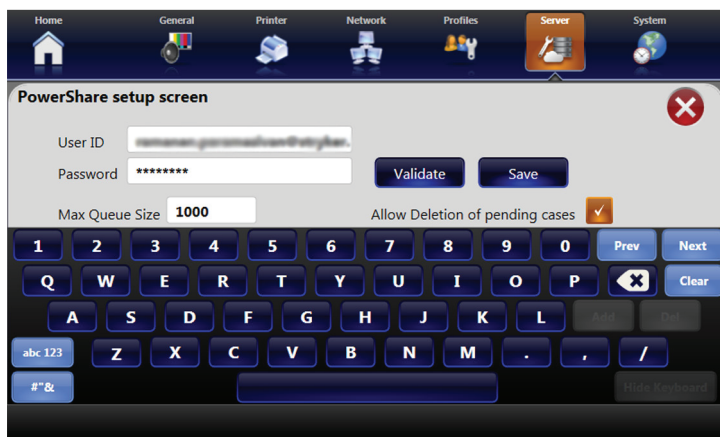 Home General Printer Network Profiles Server System
PowerShare setup screen
User ID
Password ******** Validate Save
Max Queue Size 1000 Allow Deletion of pending cases
1 2 3 4 5 6 7 8 9 0 Prev Next
Q W E R T Y U I O P Clear
A S D F G H J K L Add Del
abc 123 Z X C V B N M . , /
#"& Hide Keyboard